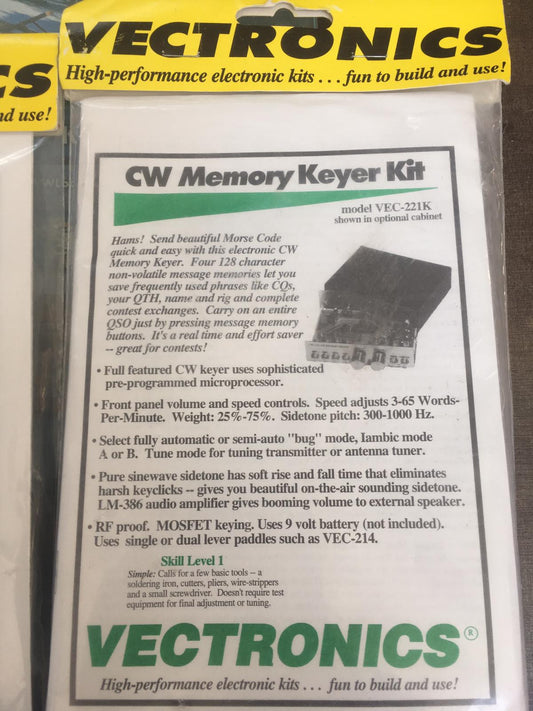 VECTRONICS
High-performance electronic kits . . . fun to build and use!
CS
nd use!
CW Memory Keyer Kit
model VEC-221K
shown in optional cabinet
Hams! Send beautiful Morse Code
quick and easy with this electronic CW
Memory Keyer. Four 128 character
non-volatile message memories let you
save frequently used phrases like CQs,
your QTH, name and rig and complete
contest exchanges. Carry on an entire
QSO just by pressing message memory
buttons. It's a real time and effort saver
-- great for contests!
• Full featured CW keyer uses sophisticated
pre-programmed microprocessor.
• Front panel volume and speed controls. Speed adjusts 3-65 Words-
Per-Minute. Weight: 25%-75%. Sidetone pitch: 300-1000 Hz.
• Select fully automatic or semi-auto "bug" mode, Iambic mode
A or B. Tune mode for tuning transmitter or antenna tuner.
• Pure sinewave sidetone has soft rise and fall time that eliminates
harsh keyclicks -- gives you beautiful on-the-air sounding sidetone.
LM-386 audio amplifier gives booming volume to external speaker.
• RF proof. MOSFET keying. Uses 9 volt battery (not included).
Uses single or dual lever paddles such as VEC-214.
Skill Level 1
Simple: Calls for a few basic tools -- a
soldering iron, cutters, pliers, wire-strippers
and a small screwdriver. Doesn't require test
equipment for final adjustment or tuning.
VECTRONICS®
High-performance electronic kits . . . fun to build and use!